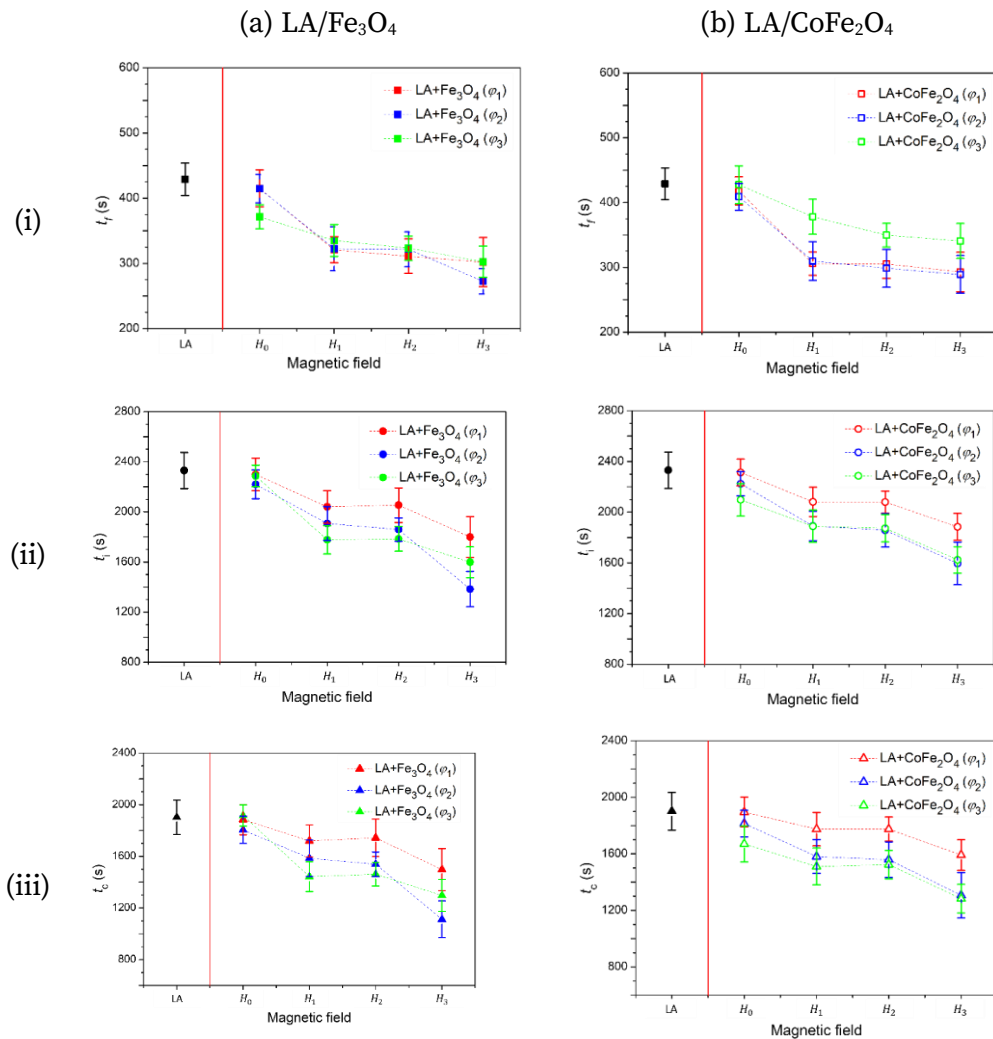 (a) LA/Fe₃O₄
(b) LA/CoFe₂O₄
(i)
600
500
400
300
200
t_f (s)
LA+Fe₃O₄ (φ₁)
LA+Fe₃O₄ (φ₂)
LA+Fe₃O₄ (φ₃)
LA H₀ H₁ H₂ H₃
Magnetic field
600
500
400
300
200
t_f (s)
LA+CoFe₂O₄ (φ₁)
LA+CoFe₂O₄ (φ₂)
LA+CoFe₂O₄ (φ₃)
LA H₀ H₁ H₂ H₃
Magnetic field
(ii)
2800
2400
2000
1600
1200
800
t_i (s)
LA+Fe₃O₄ (φ₁)
LA+Fe₃O₄ (φ₂)
LA+Fe₃O₄ (φ₃)
LA H₀ H₁ H₂ H₃
Magnetic field
2800
2400
2000
1600
1200
800
t_i (s)
LA+CoFe₂O₄ (φ₁)
LA+CoFe₂O₄ (φ₂)
LA+CoFe₂O₄ (φ₃)
LA H₀ H₁ H₂ H₃
Magnetic field
(iii)
2400
2000
1600
1200
800
t_c (s)
LA+Fe₃O₄ (φ₁)
LA+Fe₃O₄ (φ₂)
LA+Fe₃O₄ (φ₃)
LA H₀ H₁ H₂ H₃
Magnetic field
2400
2000
1600
1200
800
t_c (s)
LA+CoFe₂O₄ (φ₁)
LA+CoFe₂O₄ (φ₂)
LA+CoFe₂O₄ (φ₃)
LA H₀ H₁ H₂ H₃
Magnetic field